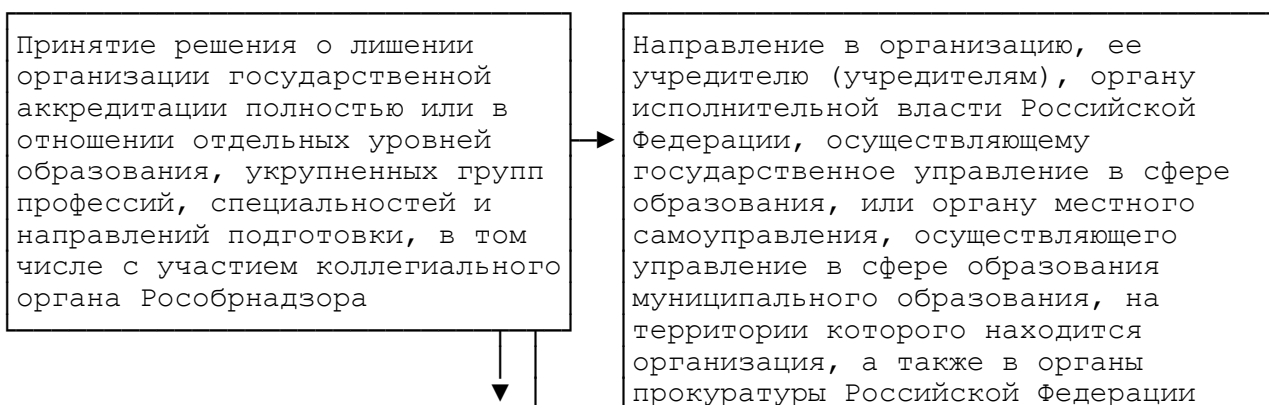 Принятие решения о лишении
организации государственной
аккредитации полностью или в
отношении отдельных уровней
образования, укрупненных групп
профессий, специальностей и
направлений подготовки, в том
числе с участием коллегиального
органа Рособрнадзора
Направление в организацию, ее
учредителю (учредителям), органу
исполнительной власти Российской
Федерации, осуществляющему
государственное управление в сфере
образования, или органу местного
самоуправления, осуществляющего
управление в сфере образования
муниципального образования, на
территории которого находится
организация, а также в органы
прокуратуры Российской Федерации